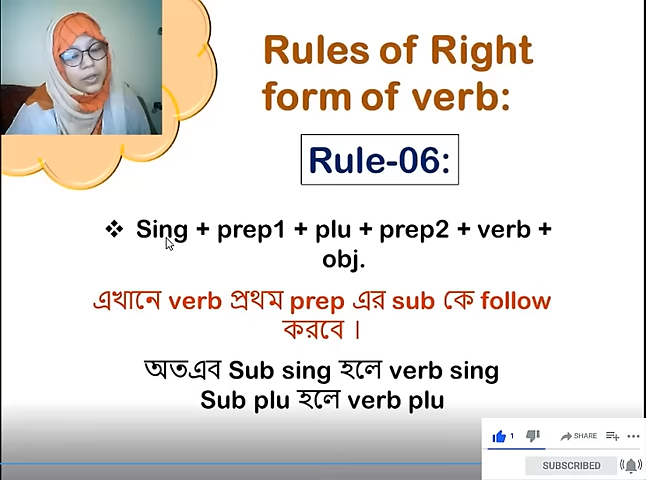 Rules of Right
form of verb:
Rule-06:
❖ Sing + prep1 + plu + prep2 + verb +
obj.
এখানে verb প্রথম prep এর sub কে follow
করবে ।
অতএব Sub sing হলে verb sing
Sub plu হলে verb plu
1 SHARE
SUBSCRIBED